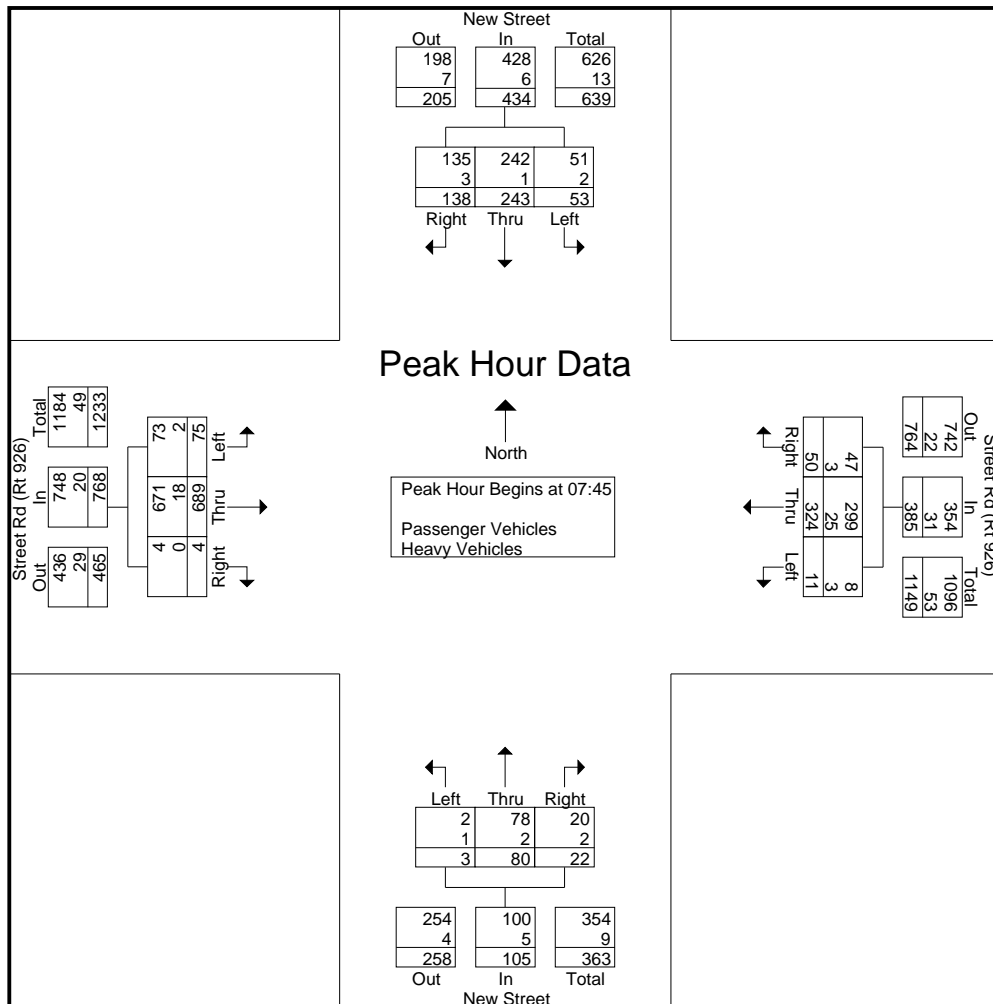 New Street
Out In Total
198 428 626
7 6 13
205 434 639
135 242 51
3 1 2
138 243 53
Right Thru Left
Peak Hour Data
North
Peak Hour Begins at 07:45
Passenger Vehicles
Heavy Vehicles
Street Rd (Rt 926)
Total In Out
1184 748 436
49 20 29
1233 768 465
73 671 4
2 18 0
75 689 4
Left Thru Right
Street Rd (Rt 926)
Out In Total
742 354 1096
22 31 53
764 385 1149
47 299 8
3 25 3
50 324 11
Right Thru Left
Left Thru Right
2 78 20
1 2 2
3 80 22
254 100 354
4 5 9
258 105 363
Out In Total
New Street